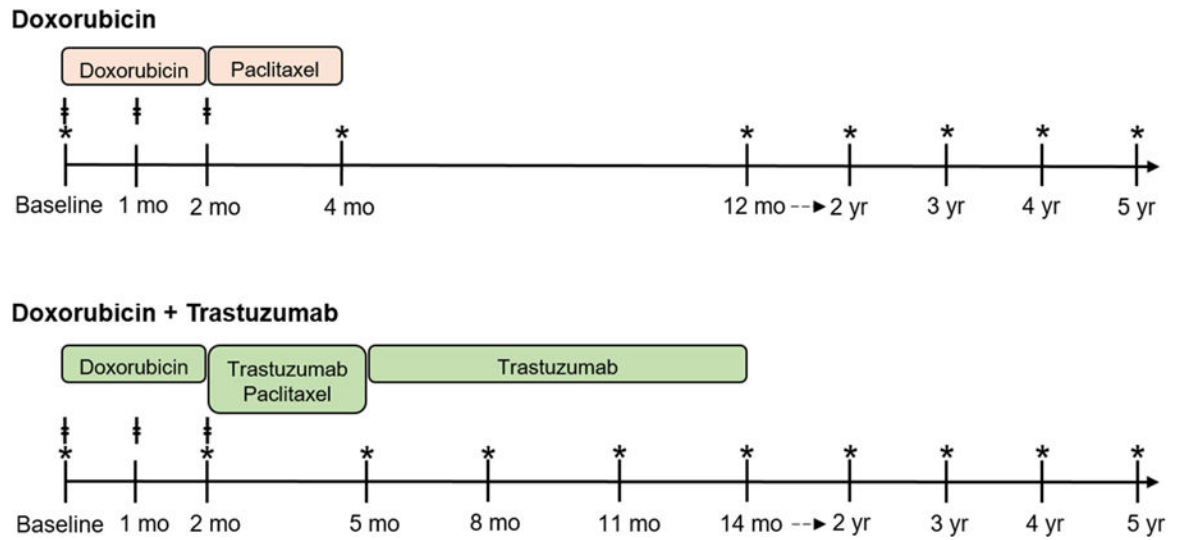 Doxorubicin
Doxorubicin Paclitaxel
ǂ ǂ ǂ
* * * * * * *
Baseline 1 mo 2 mo 4 mo 12 mo --► 2 yr 3 yr 4 yr 5 yr
Doxorubicin + Trastuzumab
Doxorubicin Trastuzumab Paclitaxel Trastuzumab
ǂ ǂ ǂ
* * * * * * * * * *
Baseline 1 mo 2 mo 5 mo 8 mo 11 mo 14 mo --► 2 yr 3 yr 4 yr 5 yr